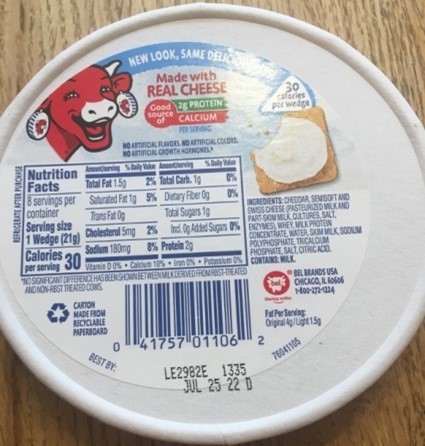 NEW LOOK, SAME DELICIOUS
Made with
REAL CHEESE
Good
source
of
2g PROTEIN
CALCIUM
PER SERVING
NO ARTIFICIAL FLAVORS. NO ARTIFICIAL COLORS.
NO ARTIFICIAL GROWTH HORMONES.*
30
calories
per wedge
REFRIGERATE AFTER PURCHASE
Nutrition
Facts
8 servings per
container
Serving size
1 Wedge (21g)
Calories
per serving 30
Amount/serving % Daily Value
Total Fat 1.5g 2%
Saturated Fat 1g 5%
Trans Fat 0g
Cholesterol 5mg 2%
Sodium 180mg 8%
Amount/serving % Daily Value
Total Carb. 1g 0%
Dietary Fiber 0g 0%
Total Sugars 1g
Incl. 0g Added Sugars 0%
Protein 2g
Vitamin D 0% • Calcium 10% • Iron 0% • Potassium 0%
*NO SIGNIFICANT DIFFERENCE HAS BEEN SHOWN BETWEEN MILK DERIVED FROM RBST-TREATED
AND NON-RBST TREATED COWS.
INGREDIENTS: CHEDDAR, SEMISOFT AND
SWISS CHEESE (PASTEURIZED MILK AND
PART-SKIM MILK, CULTURES, SALT,
ENZYMES), WHEY, MILK PROTEIN
CONCENTRATE, WATER, SKIM MILK, SODIUM
POLYPHOSPHATE, TRICALCIUM
PHOSPHATE, SALT, CITRIC ACID.
CONTAINS: MILK.
bel
® BEL BRANDS USA
CHICAGO, IL 60606
1-800-272-1224
Fat Per Serving:
Original 4g / Light 1.5g
CARTON
MADE FROM
RECYCLABLE
PAPERBOARD
0 41757 01106 2
76041105
BEST BY:
LE2982E 1335
JUL 25 22 D